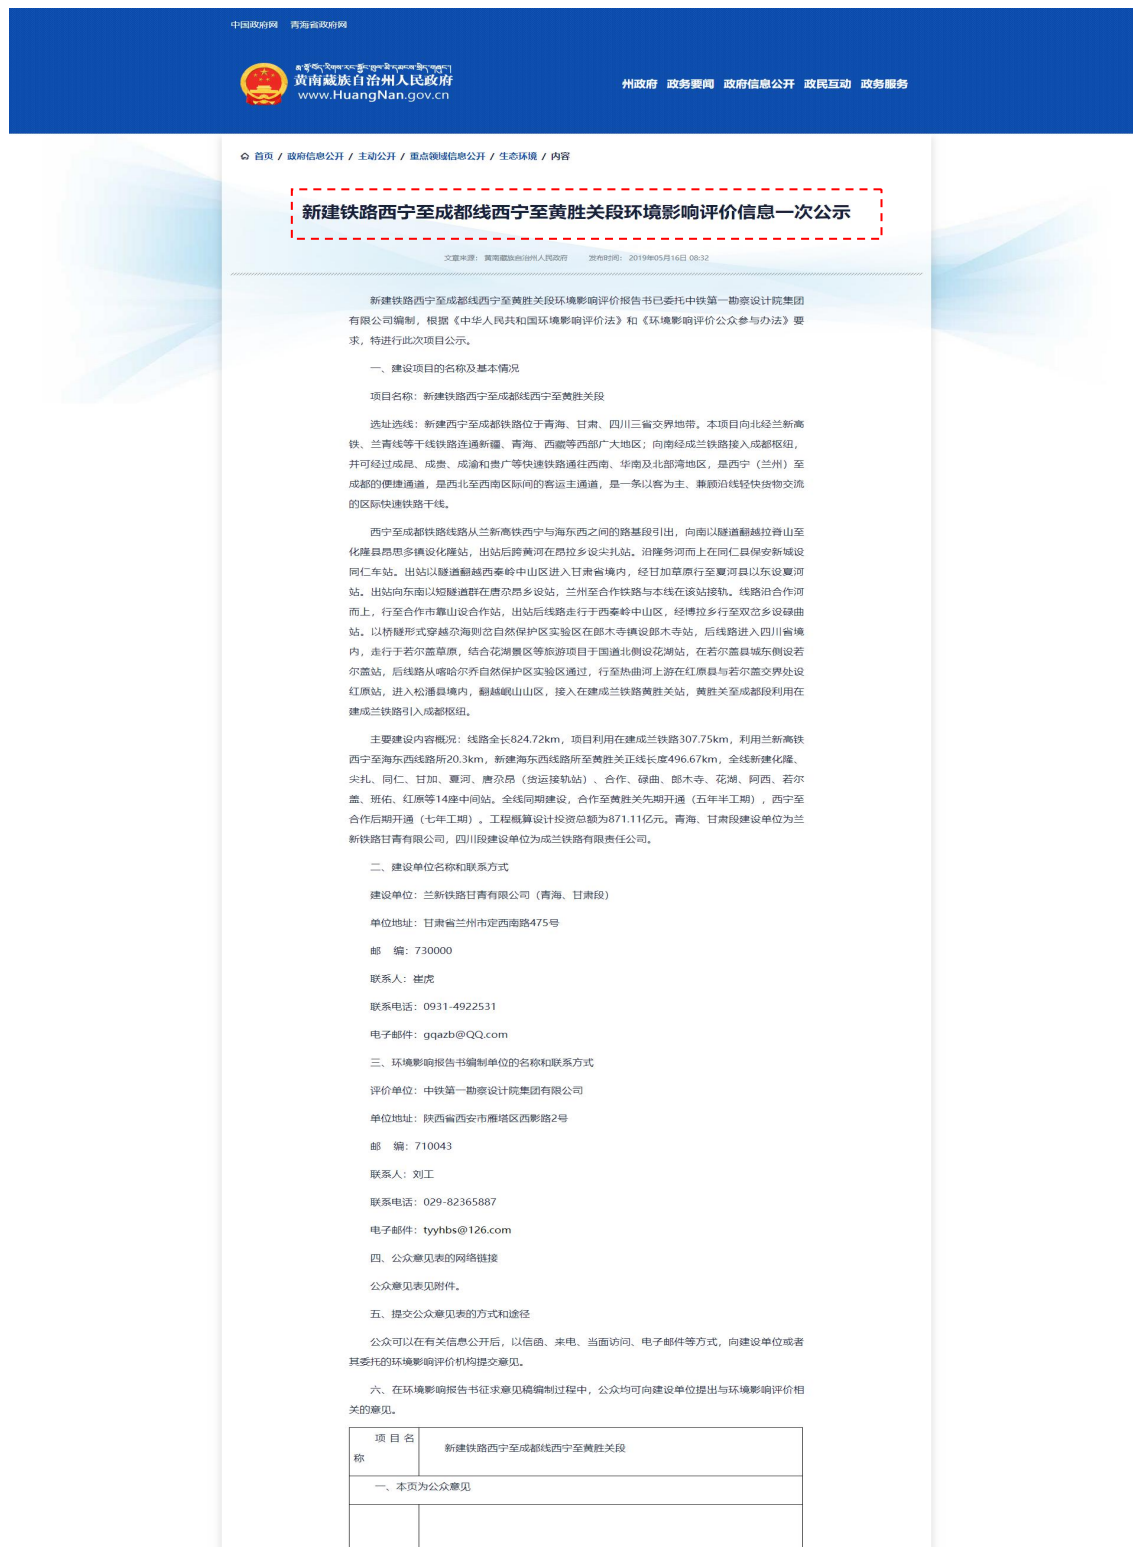 中国政府网 青海省政府网
黄南藏族自治州人民政府
www.HuangNan.gov.cn
州政府 政务要闻 政府信息公开 政民互动 政务服务
首页 / 政府信息公开 / 主动公开 / 重点领域信息公开 / 生态环境 / 内容
新建铁路西宁至成都线西宁至黄胜关段环境影响评价信息一次公示
文章来源： 黄南藏族自治州人民政府 发布时间： 2019年05月16日 08:32
新建铁路西宁至成都线西宁至黄胜关段环境影响评价报告书已委托中铁第一勘察设计院集团
有限公司编制，根据《中华人民共和国环境影响评价法》和《环境影响评价公众参与办法》要
求，特进行此次项目公示。
一、建设项目的名称及基本情况
项目名称：新建铁路西宁至成都线西宁至黄胜关段
选址选线：新建西宁至成都铁路位于青海、甘肃、四川三省交界地带。本项目向北经兰新高
铁、兰青线等干线铁路连通新疆、青海、西藏等西部广大地区；向南经成兰铁路接入成都枢纽，
并可经过成昆、成贵、成渝和贵广等快速铁路通往西南、华南及北部湾地区，是西宁（兰州）至
成都的便捷通道，是西北至西南区际间的客运主通道，是一条以客为主、兼顾沿线轻快货物交流
的区际快速铁路干线。
西宁至成都铁路线路从兰新高铁西宁与海东西之间的路基段引出，向南以隧道翻越拉脊山至
化隆县昂思多镇设化隆站，出站后跨黄河在昂拉乡设尖扎站。沿隆务河而上在同仁县保安新城设
同仁车站。出站以隧道翻越西秦岭中山区进入甘肃省境内，经甘加草原行至夏河县以东设夏河
站。出站向东南以短隧道群在唐尕昂乡设站，兰州至合作铁路与本线在该站接轨。线路沿合作河
而上，行至合作市靠山设合作站，出站后线路走行于西秦岭中山区，经博拉乡行至双岔乡设碌曲
站。以桥隧形式穿越尕海则岔自然保护区实验区在郎木寺镇设郎木寺站，后线路进入四川省境
内，走行于若尔盖草原，结合花湖景区等旅游项目于国道北侧设花湖站，在若尔盖县城东侧设若
尔盖站，后线路从喀哈尔乔自然保护区实验区通过，行至热曲河上游在红原县与若尔盖交界处设
红原站，进入松潘县境内，翻越岷山山区，接入在建成兰铁路黄胜关站，黄胜关至成都段利用在
建成兰铁路引入成都枢纽。
主要建设内容概况：线路全长824.72km，项目利用在建成兰铁路307.75km，利用兰新高铁
西宁至海东西线路所20.3km，新建海东西线路所至黄胜关正线长度496.67km，全线新建化隆、
尖扎、同仁、甘加、夏河、唐尕昂（货运接轨站）、合作、碌曲、郎木寺、花湖、阿西、若尔
盖、班佑、红原等14座中间站。全线同期建设，合作至黄胜关先期开通（五年半工期），西宁至
合作后期开通（七年工期）。工程概算设计投资总额为871.11亿元。青海、甘肃段建设单位为兰
新铁路甘青有限公司，四川段建设单位为成兰铁路有限责任公司。
二、建设单位名称和联系方式
建设单位：兰新铁路甘青有限公司（青海、甘肃段）
单位地址：甘肃省兰州市定西南路475号
邮 编：730000
联系人：崔虎
联系电话：0931-4922531
电子邮件：gqazb@QQ.com
三、环境影响报告书编制单位的名称和联系方式
评价单位：中铁第一勘察设计院集团有限公司
单位地址：陕西省西安市雁塔区西影路2号
邮 编：710043
联系人：刘工
联系电话：029-82365887
电子邮件：tyyhbs@126.com
四、公众意见表的网络链接
公众意见表见附件。
五、提交公众意见表的方式和途径
公众可以在有关信息公开后，以信函、来电、当面访问、电子邮件等方式，向建设单位或者
其委托的环境影响评价机构提交意见。
六、在环境影响报告书征求意见稿编制过程中，公众均可向建设单位提出与环境影响评价相
关的意见。
项 目 名
称
新建铁路西宁至成都线西宁至黄胜关段
一、本页为公众意见